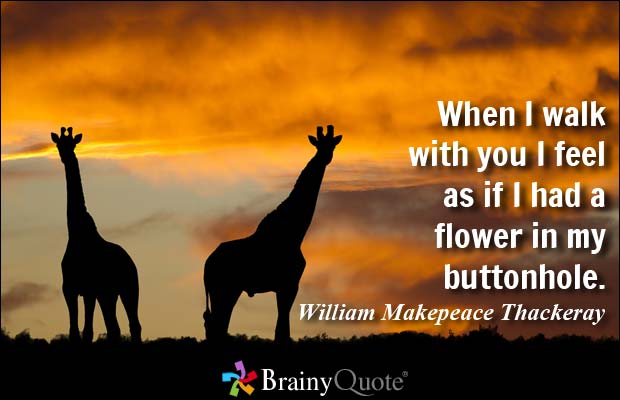 When I walk
with you I feel
as if I had a
flower in my
buttonhole.
William Makepeace Thackeray
BrainyQuote®